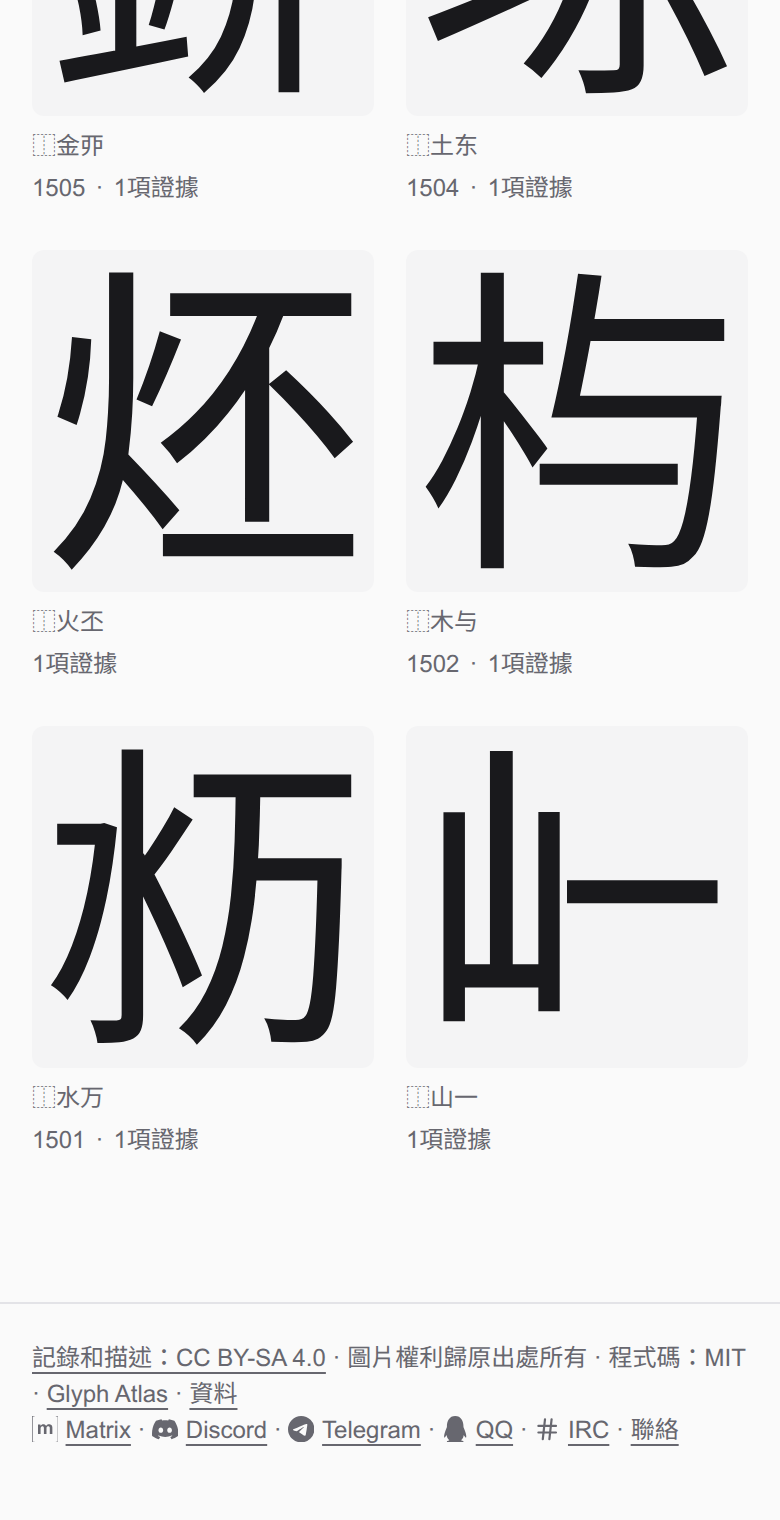 ⿰金丣 ⿰土东
1505 · 1項證據 1504 · 1項證據
⿰火丕 ⿰木与
1項證據 1502 · 1項證據
⿰水万 ⿰山一
1501 · 1項證據 1項證據
記錄和描述：CC BY-SA 4.0 · 圖片權利歸原出處所有 · 程式碼：MIT
· Glyph Atlas · 資料
Matrix · Discord · Telegram · QQ · IRC · 聯絡